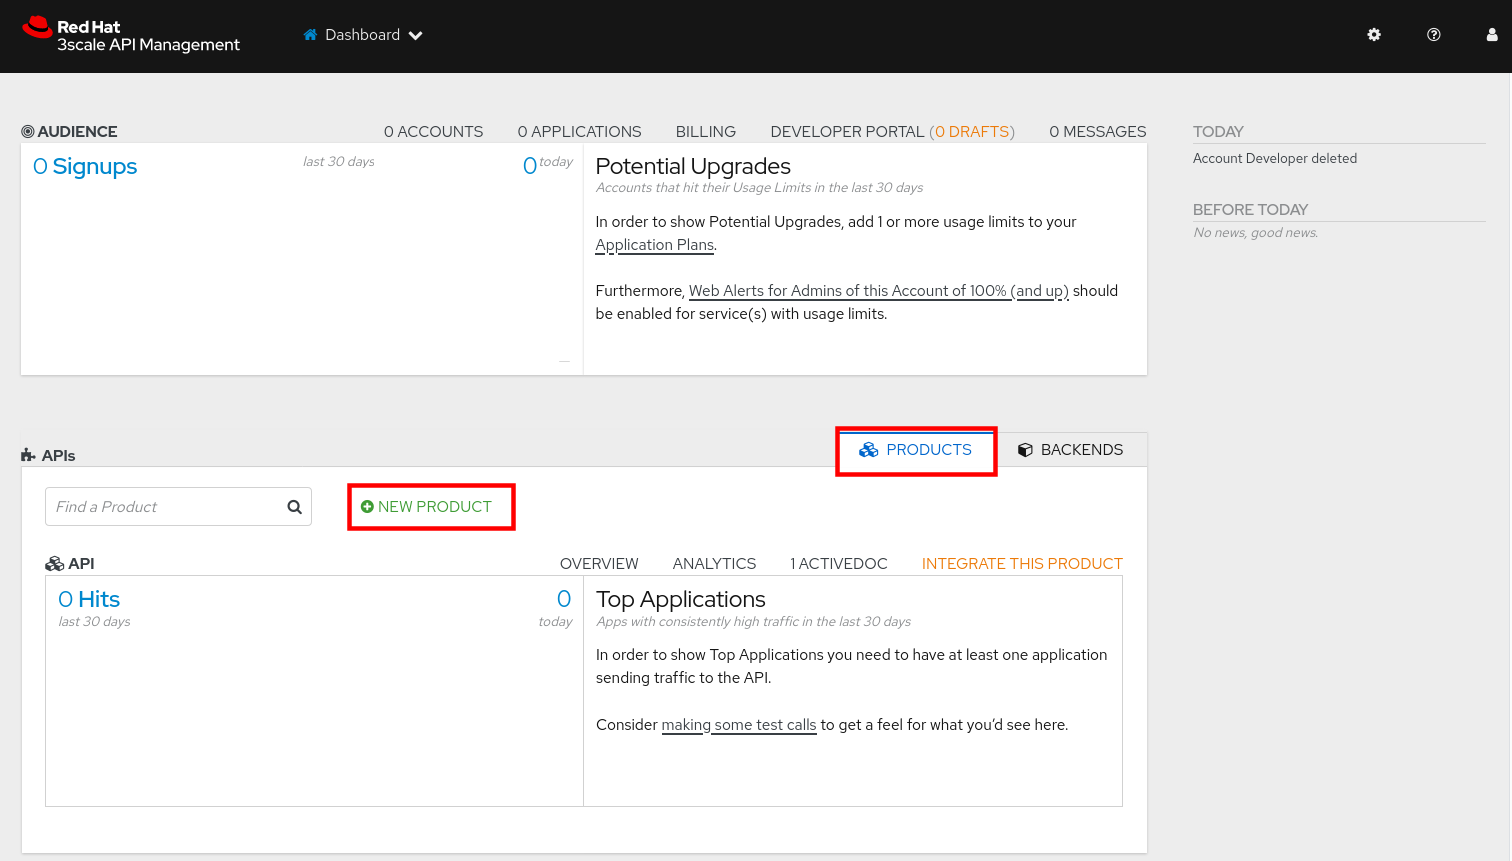 Red Hat
3scale API Management
Dashboard
AUDIENCE
0 ACCOUNTS
0 APPLICATIONS
BILLING
DEVELOPER PORTAL (0 DRAFTS)
0 MESSAGES
0 Signups
last 30 days
0 today
Potential Upgrades
Accounts that hit their Usage Limits in the last 30 days
In order to show Potential Upgrades, add 1 or more usage limits to your
Application Plans.
Furthermore, Web Alerts for Admins of this Account of 100% (and up) should
be enabled for service(s) with usage limits.
TODAY
Account Developer deleted
BEFORE TODAY
No news, good news.
APIs
PRODUCTS
BACKENDS
Find a Product
NEW PRODUCT
API
OVERVIEW
ANALYTICS
1 ACTIVEDOC
INTEGRATE THIS PRODUCT
0 Hits
last 30 days
0
today
Top Applications
Apps with consistently high traffic in the last 30 days
In order to show Top Applications you need to have at least one application
sending traffic to the API.
Consider making some test calls to get a feel for what you’d see here.